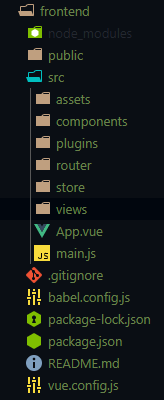 frontend
node_modules
public
src
assets
components
plugins
router
store
views
App.vue
JS main.js
.gitignore
babel.config.js
package-lock.json
package.json
README.md
vue.config.js